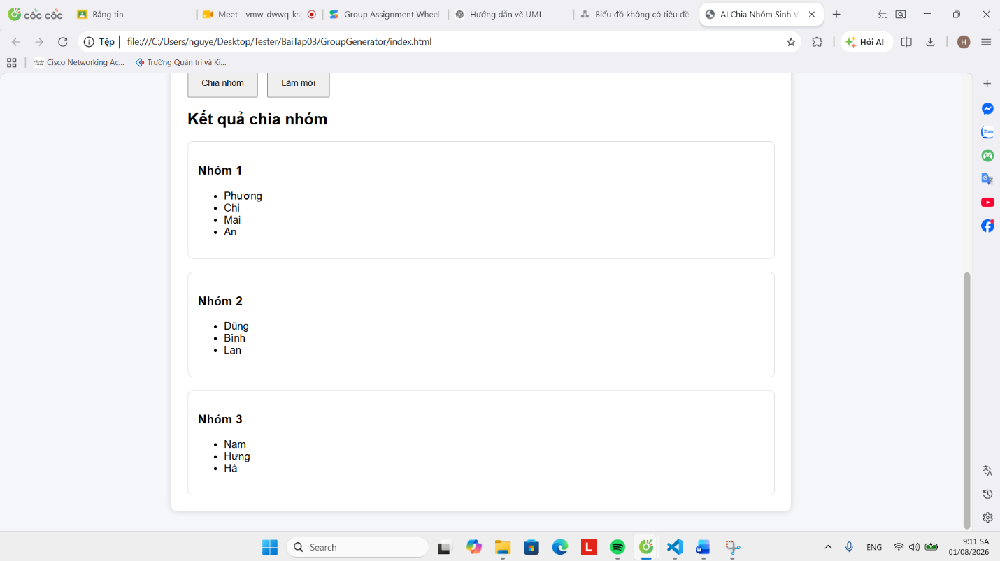 cốc cốc
Bảng tin
Meet - vmw-dwwq-ksc
Group Assignment Wheel
Hướng dẫn vẽ UML
Biểu đồ không có tiêu đề
AI Chia Nhóm Sinh V
Tệp
file:///C:/Users/nguye/Desktop/Tester/BaiTap03/GroupGenerator/index.html
Hỏi AI
H
Cisco Networking Ac...
Trường Quản trị và Ki...
Chia nhóm
Làm mới
Kết quả chia nhóm
Nhóm 1
Phương
Chi
Mai
An
Nhóm 2
Dũng
Bình
Lan
Nhóm 3
Nam
Hưng
Hà
Zalo
Search
L
ENG
9:11 SA
01/08/2026